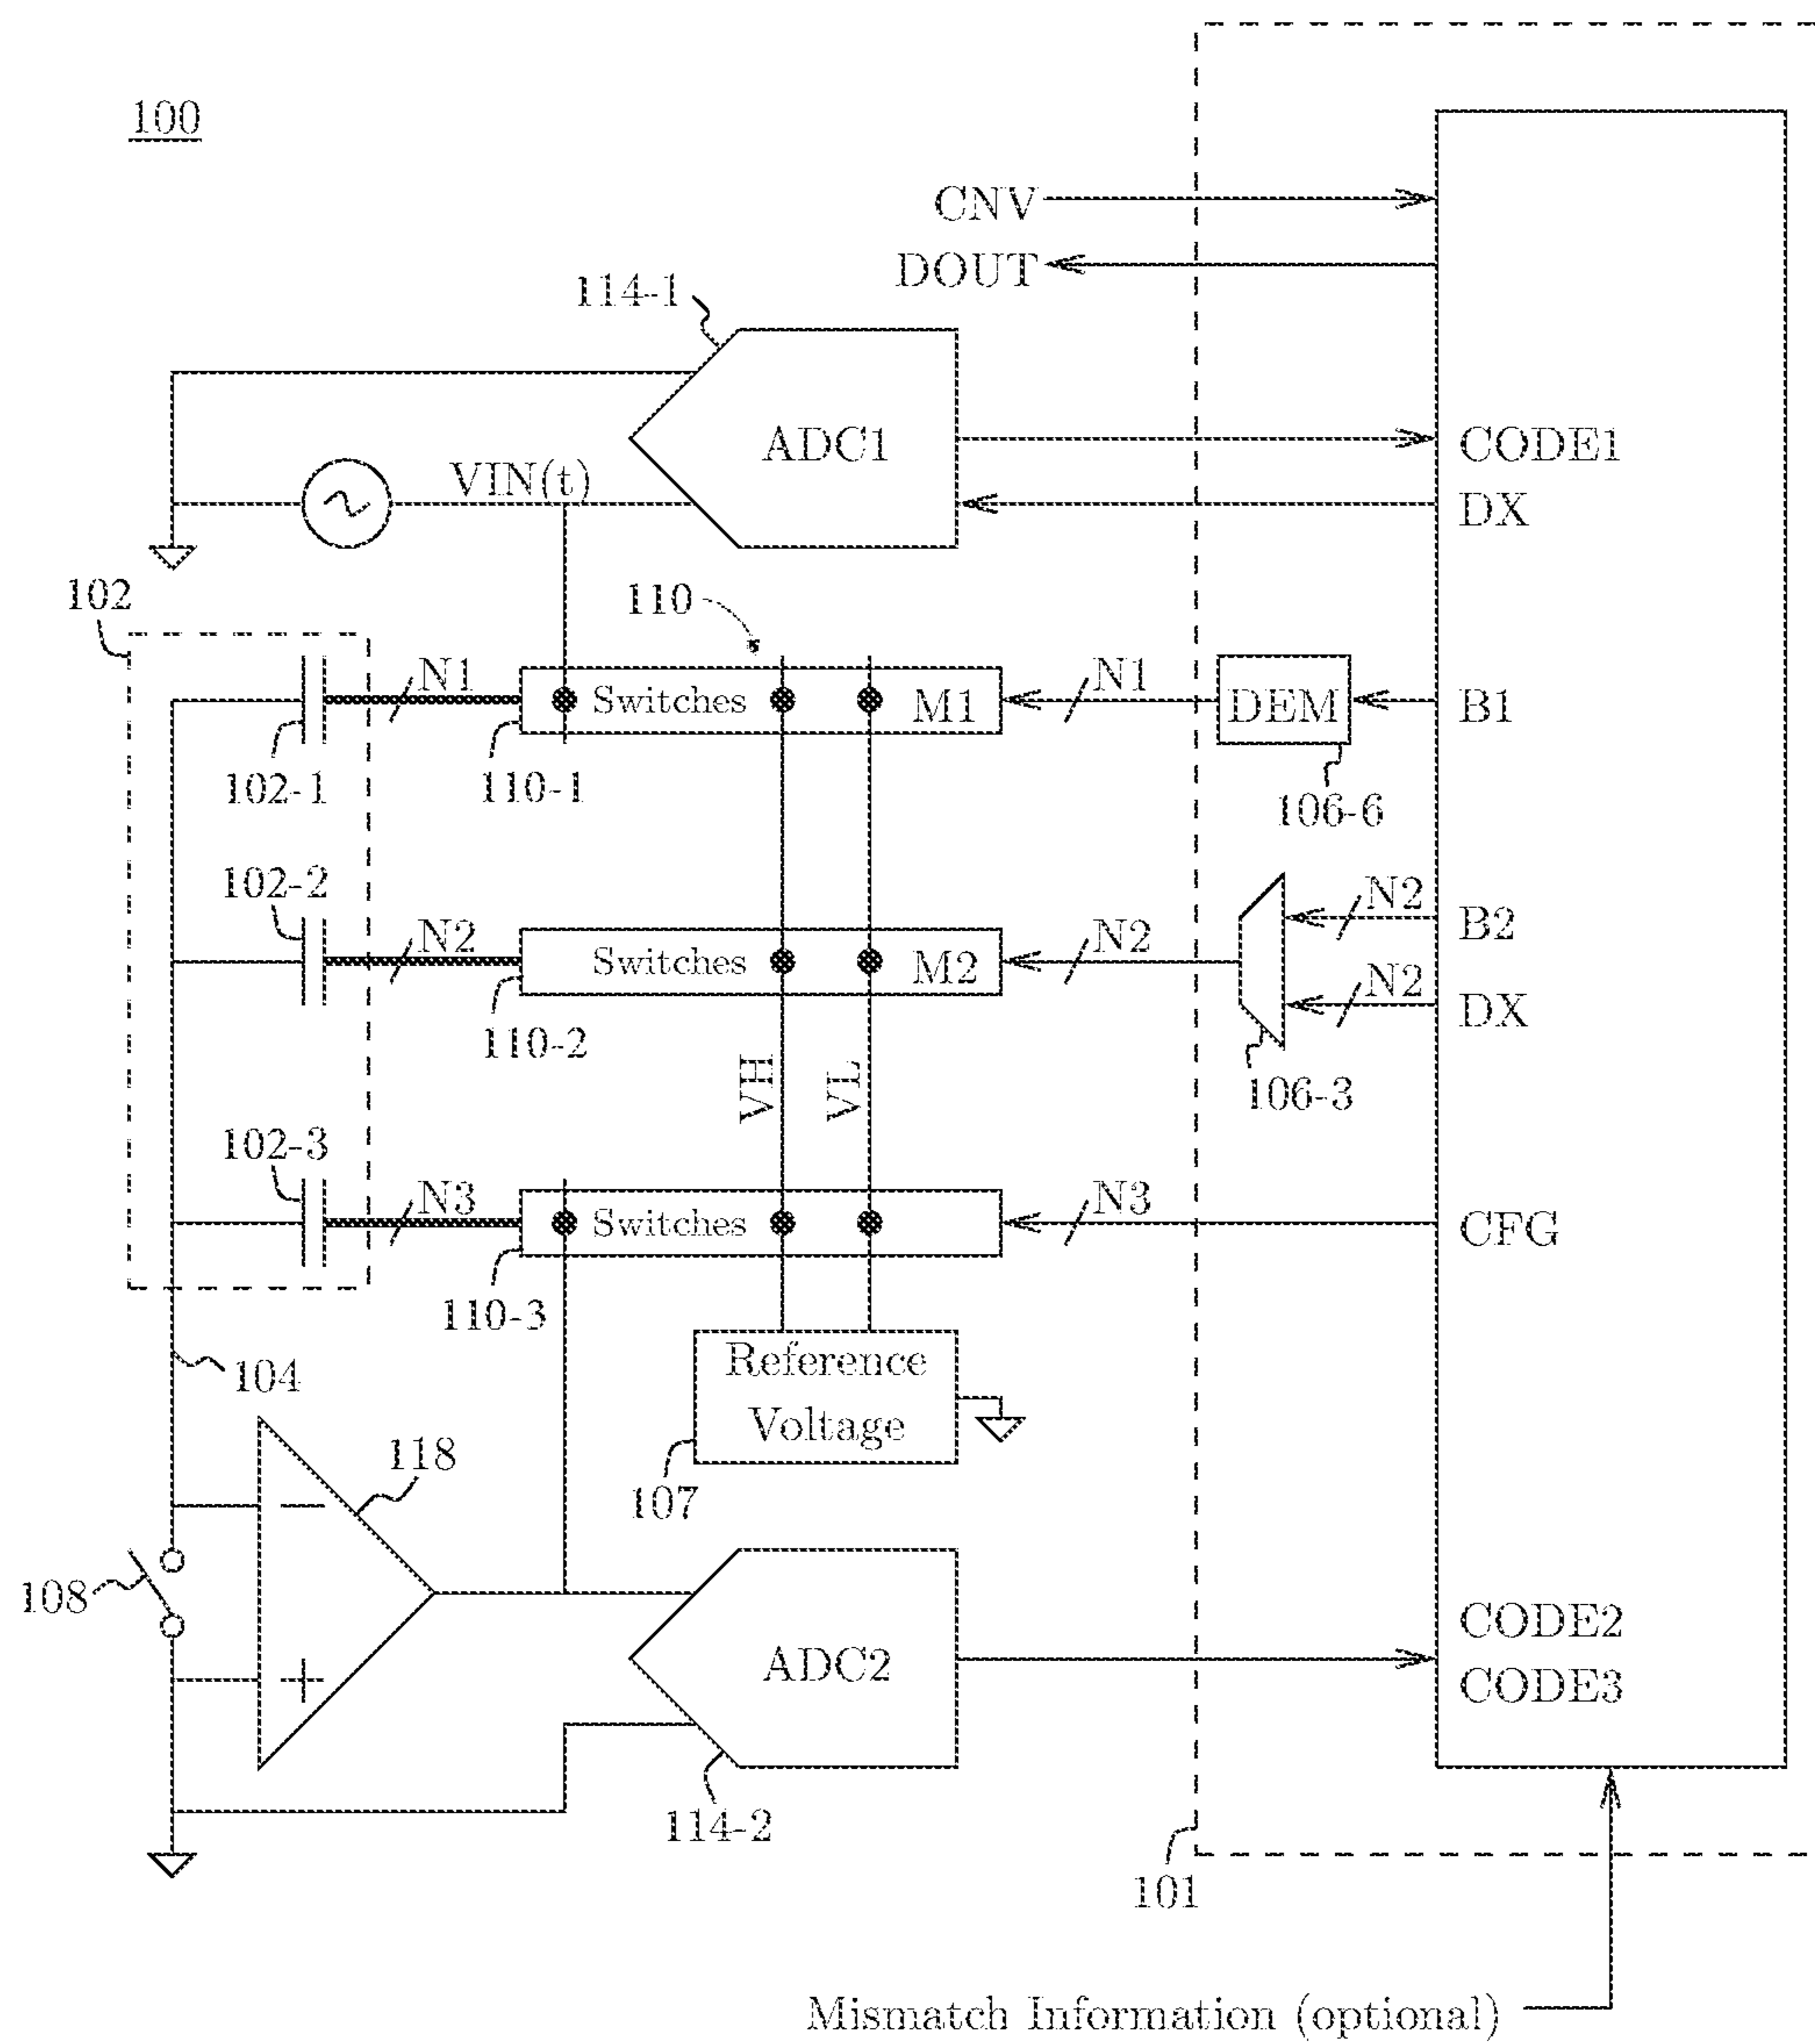 100
CNV
DOUT
114-1
ADC1
CODE1
VIN(t)
DX
102
110
N1
Switches
M1
N1
DEM
B1
102-1
110-1
106-6
102-2
N2
B2
N2
Switches
M2
N2
N2
DX
110-2
VH
VL
106-3
102-3
N3
Switches
N3
CFG
110-3
Reference
Voltage
104
118
107
108
CODE2
ADC2
CODE3
114-2
101
Mismatch Information (optional)